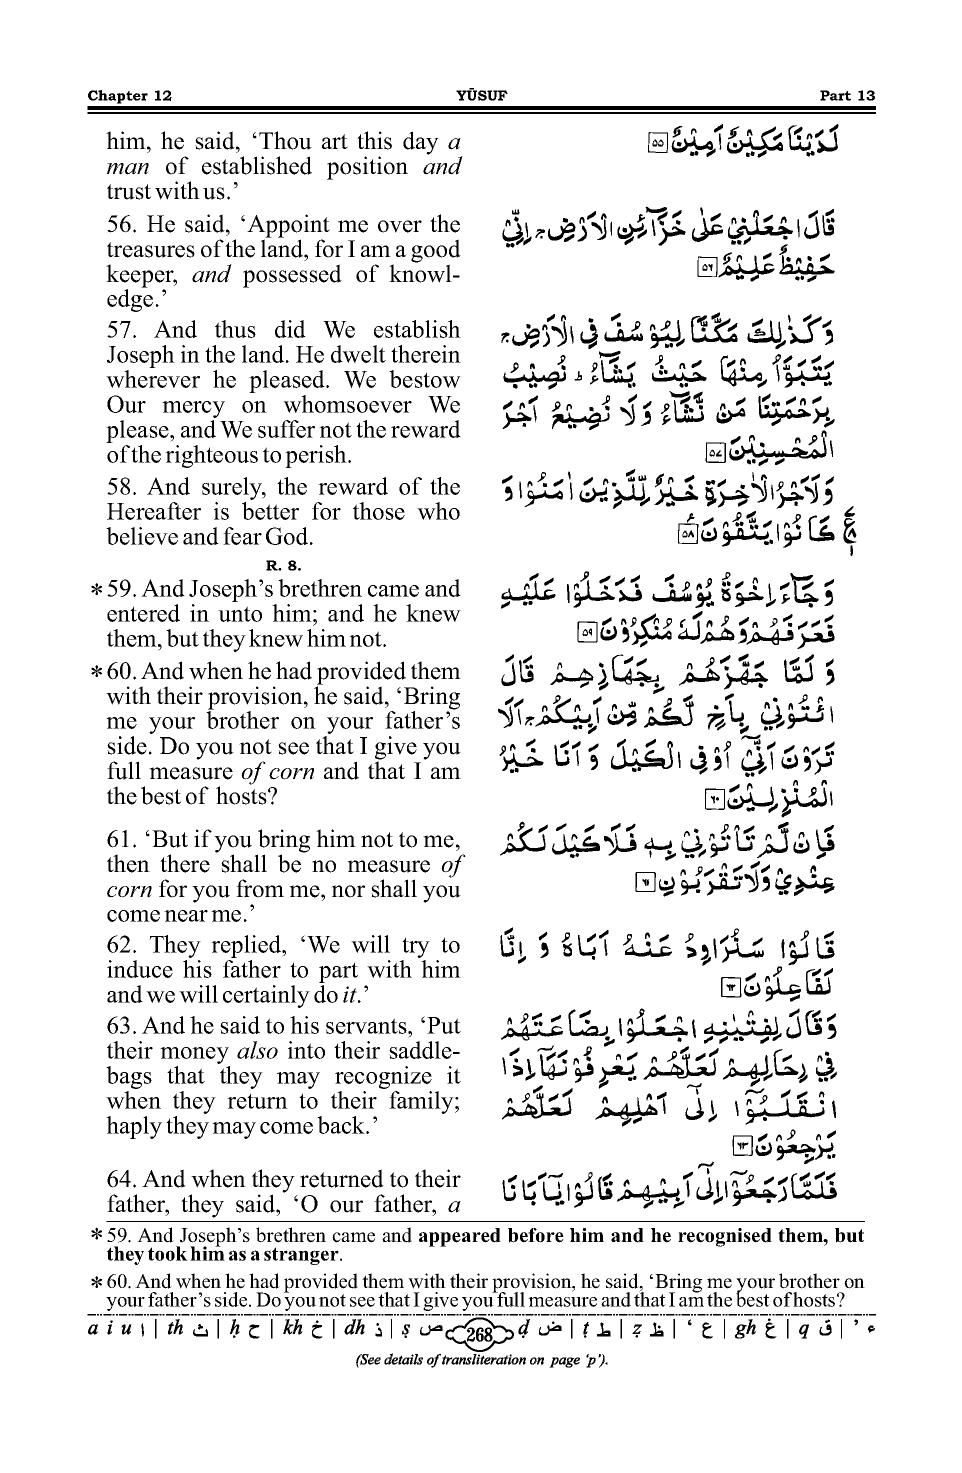 Chapter 12 YŪSUF Part 13
him, he said, ‘Thou art this day a
man of established position and
trust with us.’
لَدَيْنَا مَكِيْنٌ اَمِيْنٌ ۵۵
56. He said, ‘Appoint me over the
treasures of the land, for I am a good
keeper, and possessed of knowl-
edge.’
قَالَ اجْعَلْنِيْ عَلٰى خَزَآئِنِ الْاَرْضِ ۚ اِنِّيْ
حَفِيْظٌ عَلِيْمٌ ۵۶
57. And thus did We establish
Joseph in the land. He dwelt therein
wherever he pleased. We bestow
Our mercy on whomsoever We
please, and We suffer not the reward
of the righteous to perish.
وَكَذٰلِكَ مَكَّنَّا لِيُوْسُفَ فِي الْاَرْضِ ۚ
يَتَبَوَّاُ مِنْهَا حَيْثُ يَشَآءُ ؕ نُصِيْبُ
بِرَحْمَتِنَا مَنْ نَّشَآءُ وَلَا نُضِيْعُ اَجْرَ
الْمُحْسِنِيْنَ ۵۷
58. And surely, the reward of the
Hereafter is better for those who
believe and fear God.
وَلَاَجْرُ الْاٰخِرَةِ خَيْرٌ لِّلَّذِيْنَ اٰمَنُوْا وَ
كَانُوْا يَتَّقُوْنَ ۵۸
R. 8.
* 59. And Joseph’s brethren came and
entered in unto him; and he knew
them, but they knew him not.
وَجَآءَ اِخْوَةُ يُوْسُفَ فَدَخَلُوْا عَلَيْهِ
فَعَرَفَهُمْ وَهُمْ لَهٗ مُنْكِرُوْنَ ۵۹
* 60. And when he had provided them
with their provision, he said, ‘Bring
me your brother on your father’s
side. Do you not see that I give you
full measure of corn and that I am
the best of hosts?
وَلَمَّا جَهَّزَهُمْ بِجَهَازِهِمْ قَالَ
ائْتُوْنِيْ بِاَخٍ لَّكُمْ مِّنْ اَبِيْكُمْ ۚ اَلَا
تَرَوْنَ اَنِّيْٓ اُوْفِي الْكَيْلَ وَاَنَا خَيْرُ
الْمُنْزِلِيْنَ ۶۰
61. ‘But if you bring him not to me,
then there shall be no measure of
corn for you from me, nor shall you
come near me.’
فَاِنْ لَّمْ تَاْتُوْنِيْ بِهٖ فَلَا كَيْلَ لَكُمْ
عِنْدِيْ وَلَا تَقْرَبُوْنِ ۶۱
62. They replied, ‘We will try to
induce his father to part with him
and we will certainly do it.’
قَالُوْا سَنُرَاوِدُ عَنْهُ اَبَاهُ وَاِنَّا
لَفَاعِلُوْنَ ۶۲
63. And he said to his servants, ‘Put
their money also into their saddle-
bags that they may recognize it
when they return to their family;
haply they may come back.’
وَقَالَ لِفِتْيٰنِهِ اجْعَلُوْا بِضَاعَتَهُمْ
فِيْ رِحَالِهِمْ لَعَلَّهُمْ يَعْرِفُوْنَهَآ اِذَا
انْقَلَبُوْٓا اِلٰٓى اَهْلِهِمْ لَعَلَّهُمْ
يَرْجِعُوْنَ ۶۳
64. And when they returned to their
father, they said, ‘O our father, a
فَلَمَّا رَجَعُوْٓا اِلٰٓى اَبِيْهِمْ قَالُوْا يٰٓاَبَانَا
* 59. And Joseph’s brethren came and appeared before him and he recognised them, but
they took him as a stranger.
* 60. And when he had provided them with their provision, he said, ‘Bring me your brother on
your father’s side. Do you not see that I give you full measure and that I am the best of hosts?
a i u ا | th ث | ḥ ح | kh خ | dh ذ | ṣ ص 268 ḍ ض | ṭ ط | ẓ ظ | ‘ ع | gh غ | q ق | ’ ء
(See details of transliteration on page ‘p’).